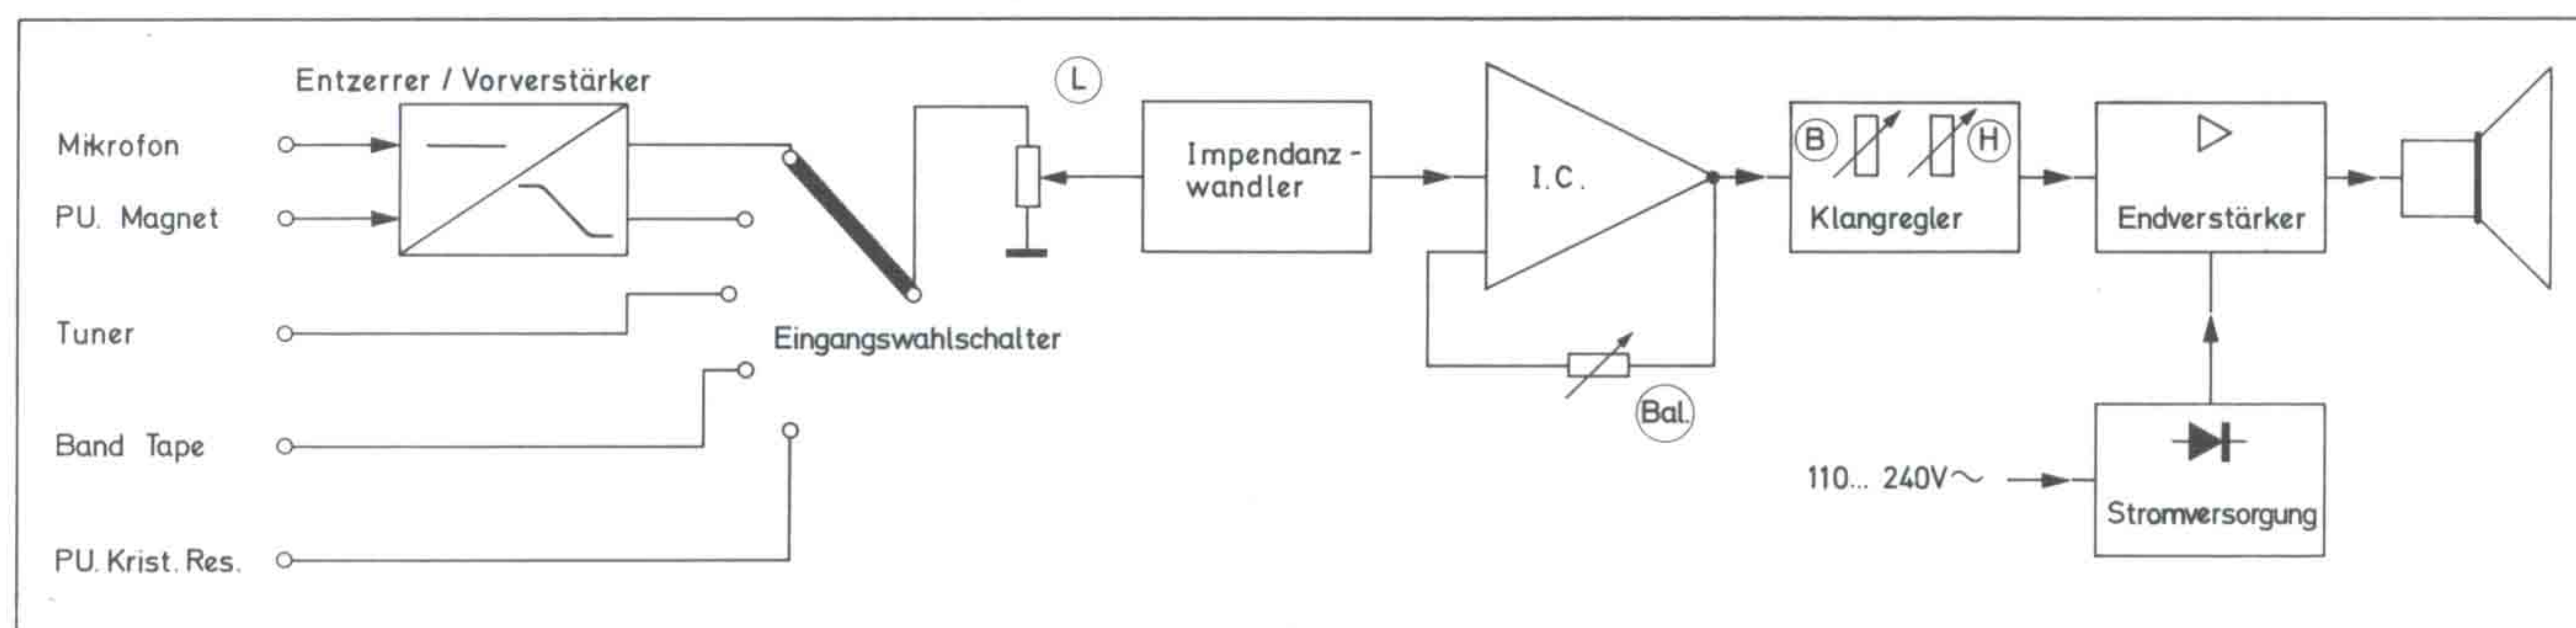 Entzerrer / Vorverstärker
Mikrofon
PU. Magnet
Tuner
Band Tape
PU. Krist. Res.
Eingangswahlschalter
L
Impendanz-
wandler
I.C.
Bal.
B
H
Klangregler
Endverstärker
110... 240V~
Stromversorgung